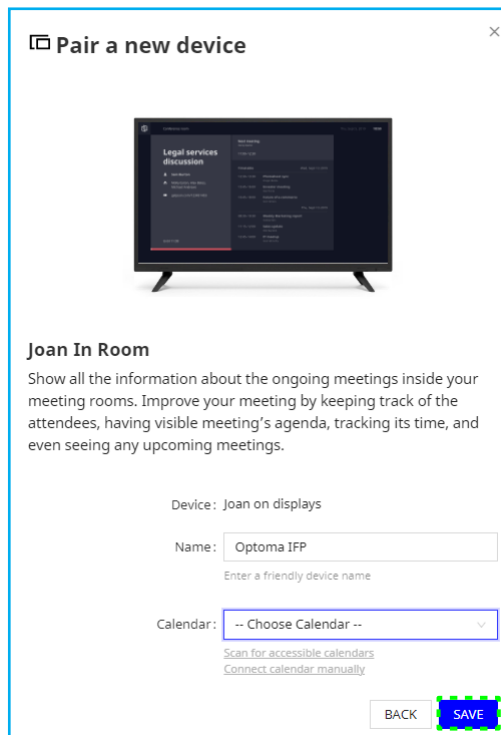 Pair a new device
Legal services
discussion
Joan In Room
Show all the information about the ongoing meetings inside your
meeting rooms. Improve your meeting by keeping track of the
attendees, having visible meeting’s agenda, tracking its time, and
even seeing any upcoming meetings.
Device: Joan on displays
Name: Optoma IFP
Enter a friendly device name
Calendar: -- Choose Calendar --
Scan for accessible calendars
Connect calendar manually
BACK SAVE